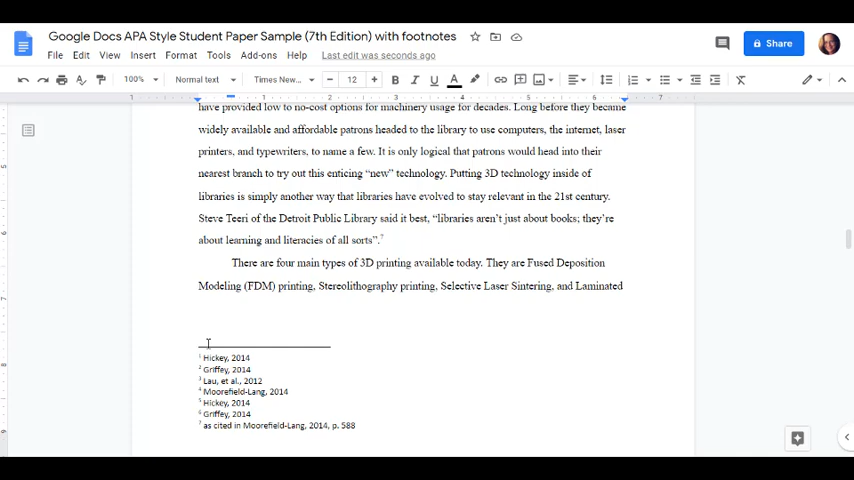 Google Docs APA Style Student Paper Sample (7th Edition) with footnotes
File Edit View Insert Format Tools Add-ons Help Last edit was seconds ago
Share
100% Normal text Times New... 12 B I U A
1 1 2 3 4 5 6 7
have provided low to no-cost options for machinery usage for decades. Long before they became
widely available and affordable patrons headed to the library to use computers, the internet, laser
printers, and typewriters, to name a few. It is only logical that patrons would head into their
nearest branch to try out this enticing “new” technology. Putting 3D technology inside of
libraries is simply another way that libraries have evolved to stay relevant in the 21st century.
Steve Teeri of the Detroit Public Library said it best, “libraries aren’t just about books; they’re
about learning and literacies of all sorts”.7
There are four main types of 3D printing available today. They are Fused Deposition
Modeling (FDM) printing, Stereolithography printing, Selective Laser Sintering, and Laminated
1 Hickey, 2014
2 Griffey, 2014
3 Lau, et al., 2012
4 Moorefield-Lang, 2014
5 Hickey, 2014
6 Griffey, 2014
7 as cited in Moorefield-Lang, 2014, p. 588